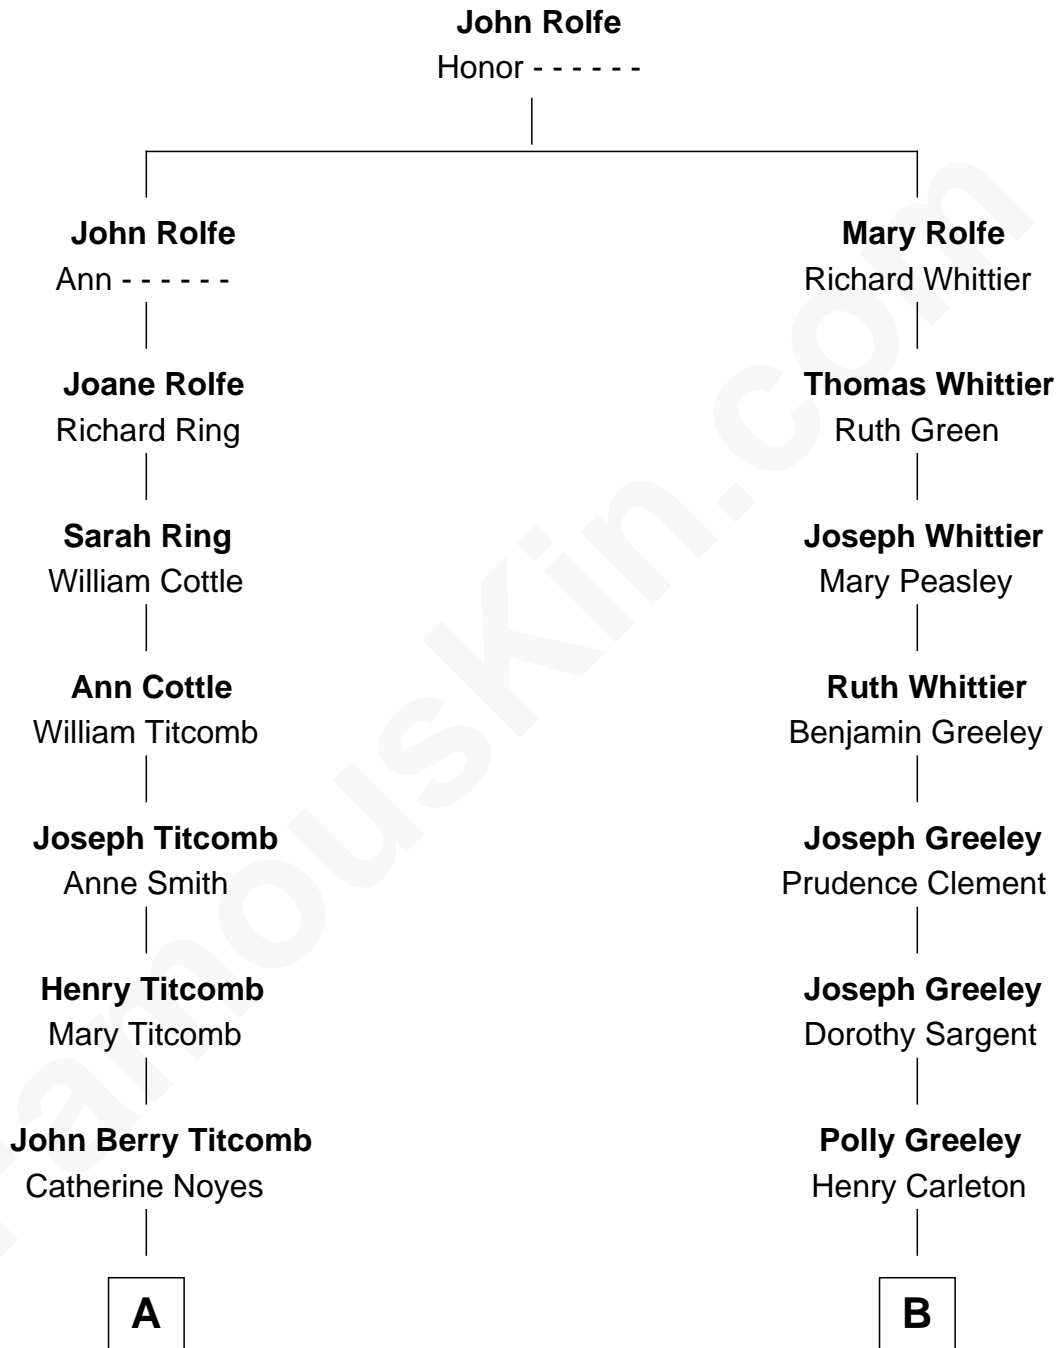 John Rolfe
Honor - - - - - -
John Rolfe
Ann - - - - - -
Mary Rolfe
Richard Whittier
Joane Rolfe
Richard Ring
Thomas Whittier
Ruth Green
Sarah Ring
William Cottle
Joseph Whittier
Mary Peasley
Ann Cottle
William Titcomb
Ruth Whittier
Benjamin Greeley
Joseph Titcomb
Anne Smith
Joseph Greeley
Prudence Clement
Henry Titcomb
Mary Titcomb
Joseph Greeley
Dorothy Sargent
John Berry Titcomb
Catherine Noyes
Polly Greeley
Henry Carleton
A
B
FamousKin.com